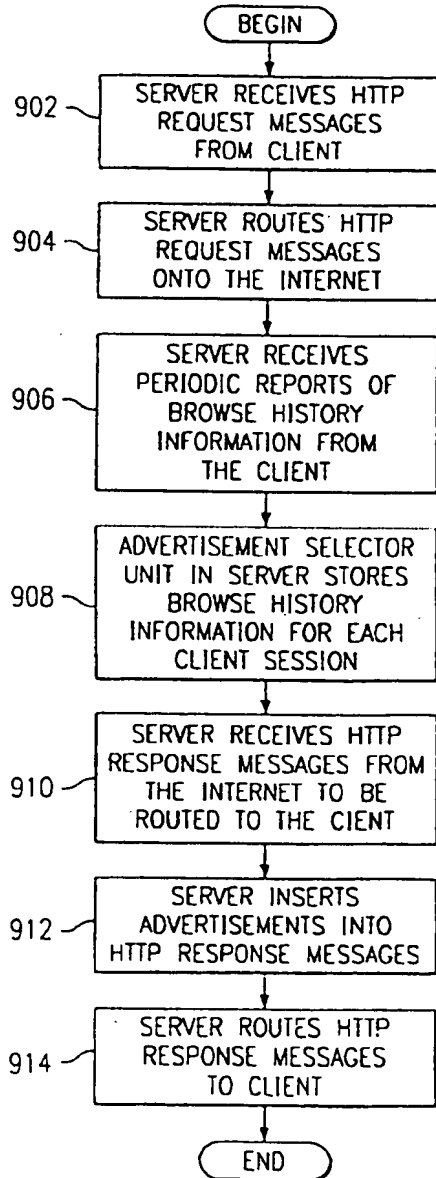 BEGIN
902
SERVER RECEIVES HTTP
REQUEST MESSAGES
FROM CLIENT
904
SERVER ROUTES HTTP
REQUEST MESSAGES
ONTO THE INTERNET
906
SERVER RECEIVES
PERIODIC REPORTS OF
BROWSE HISTORY
INFORMATION FROM
THE CLIENT
908
ADVERTISEMENT SELECTOR
UNIT IN SERVER STORES
BROWSE HISTORY
INFORMATION FOR EACH
CLIENT SESSION
910
SERVER RECEIVES HTTP
RESPONSE MESSAGES FROM
THE INTERNET TO BE
ROUTED TO THE CIENT
912
SERVER INSERTS
ADVERTISEMENTS INTO
HTTP RESPONSE MESSAGES
914
SERVER ROUTES HTTP
RESPONSE MESSAGES
TO CLIENT
END